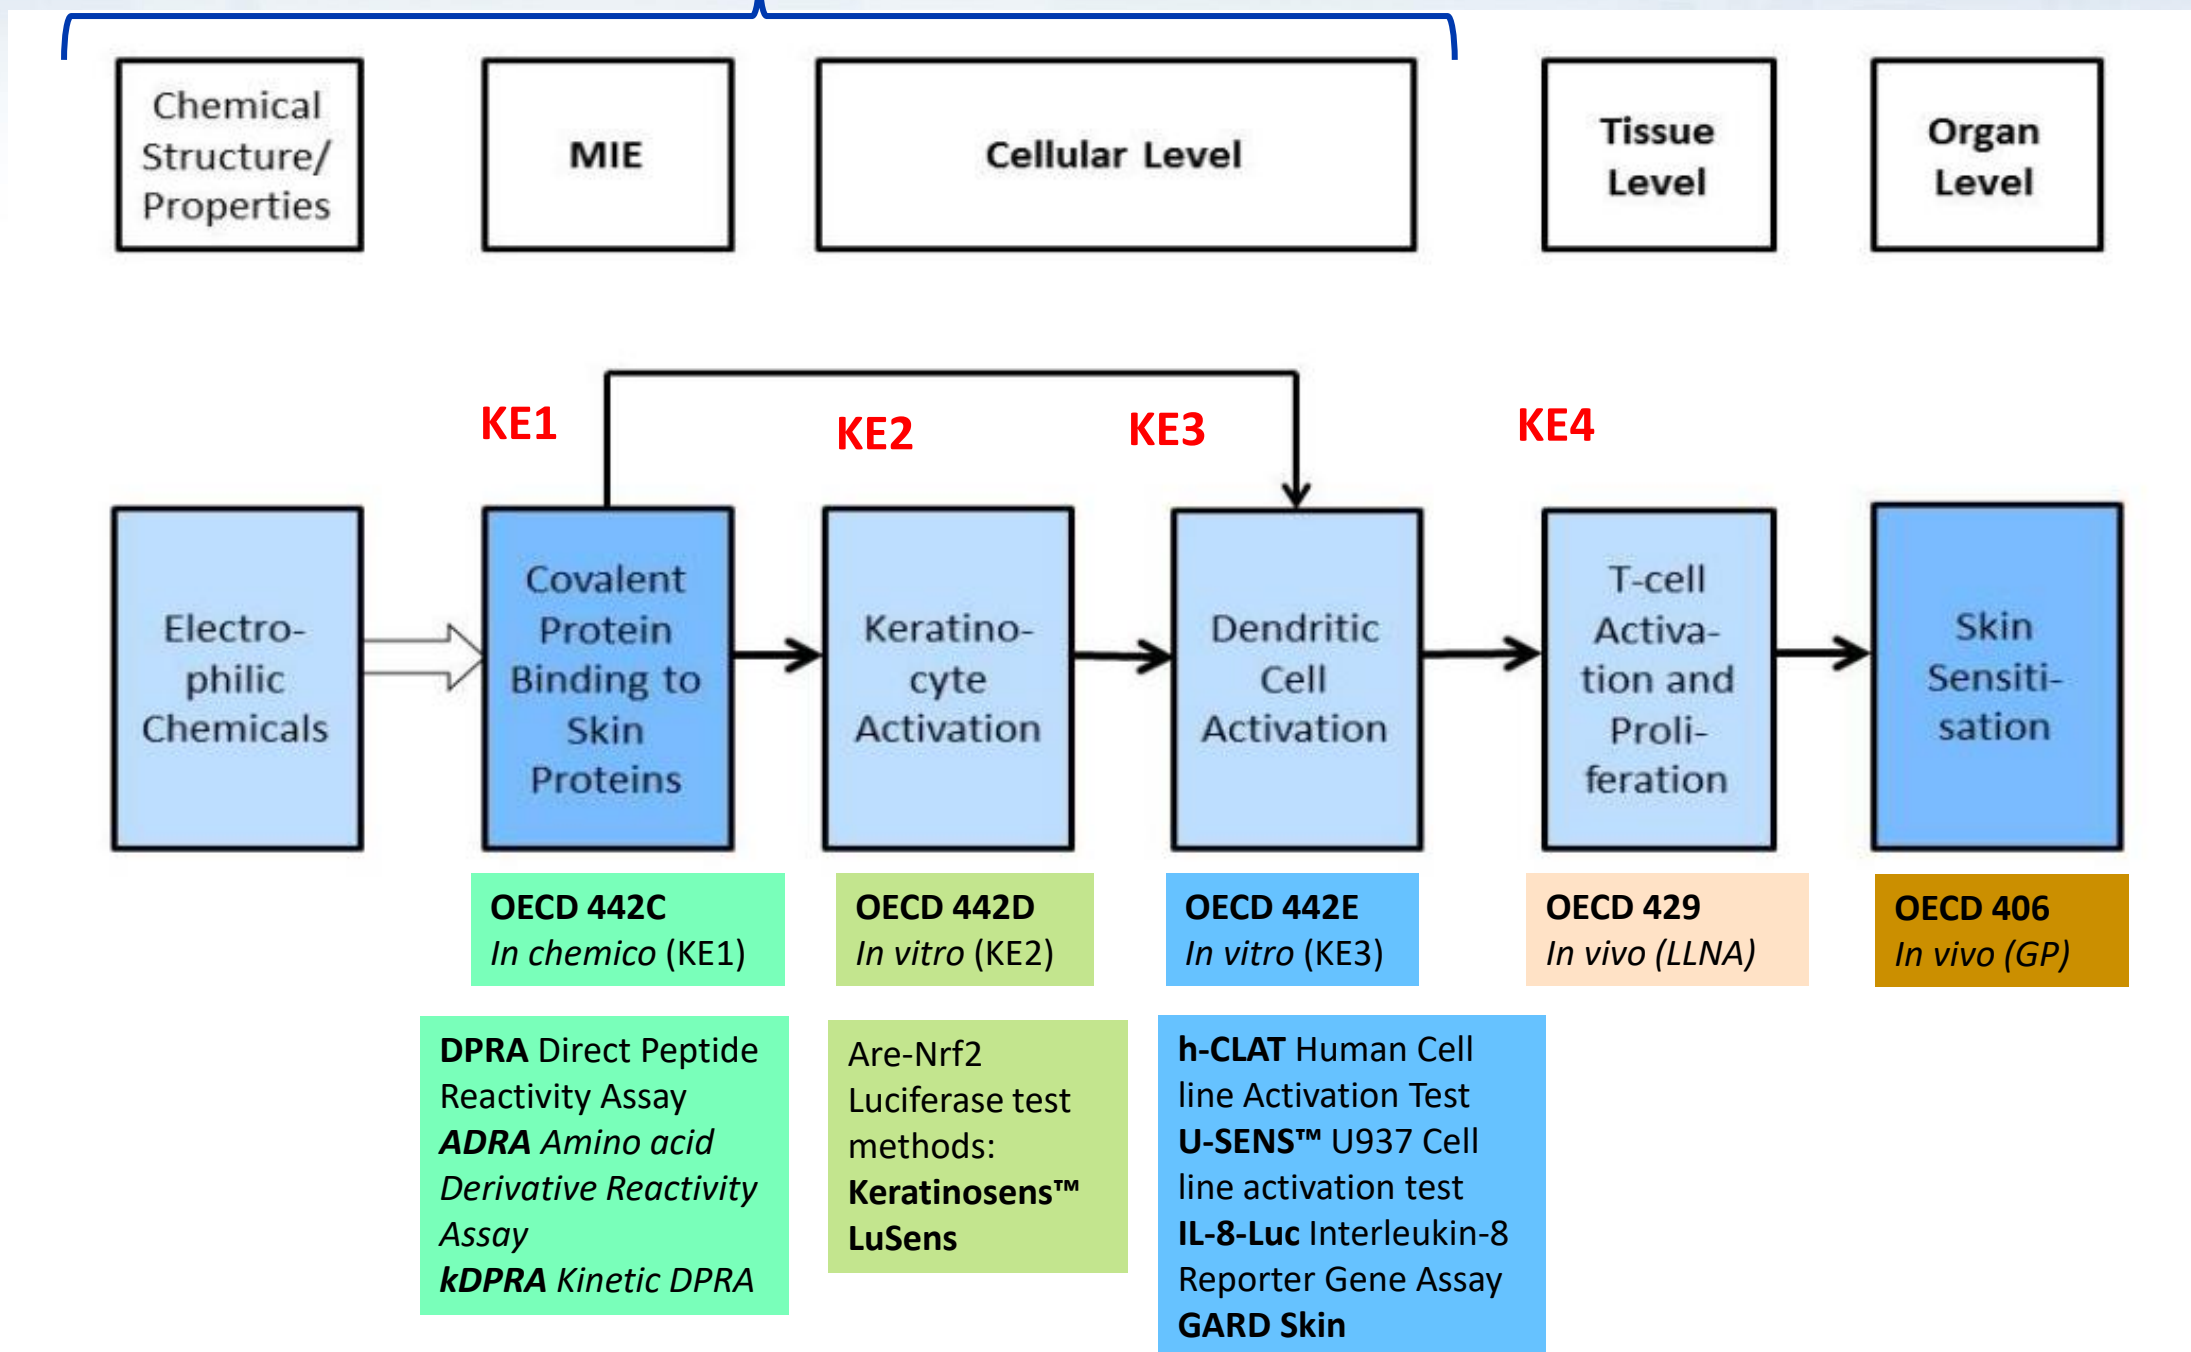 Chemical
Structure/
Properties
MIE
Cellular Level
Tissue
Level
Organ
Level
KE1
KE2
KE3
KE4
Electro-
philic
Chemicals
Covalent
Protein
Binding to
Skin
Proteins
Keratino-
cyte
Activation
Dendritic
Cell
Activation
T-cell
Activa-
tion and
Proli-
feration
Skin
Sensiti-
sation
OECD 442C
In chemico (KE1)
OECD 442D
In vitro (KE2)
OECD 442E
In vitro (KE3)
OECD 429
In vivo (LLNA)
OECD 406
In vivo (GP)
DPRA Direct Peptide
Reactivity Assay
ADRA Amino acid
Derivative Reactivity
Assay
kDPRA Kinetic DPRA
Are-Nrf2
Luciferase test
methods:
Keratinosens™
LuSens
h-CLAT Human Cell
line Activation Test
U-SENS™ U937 Cell
line activation test
IL-8-Luc Interleukin-8
Reporter Gene Assay
GARD Skin